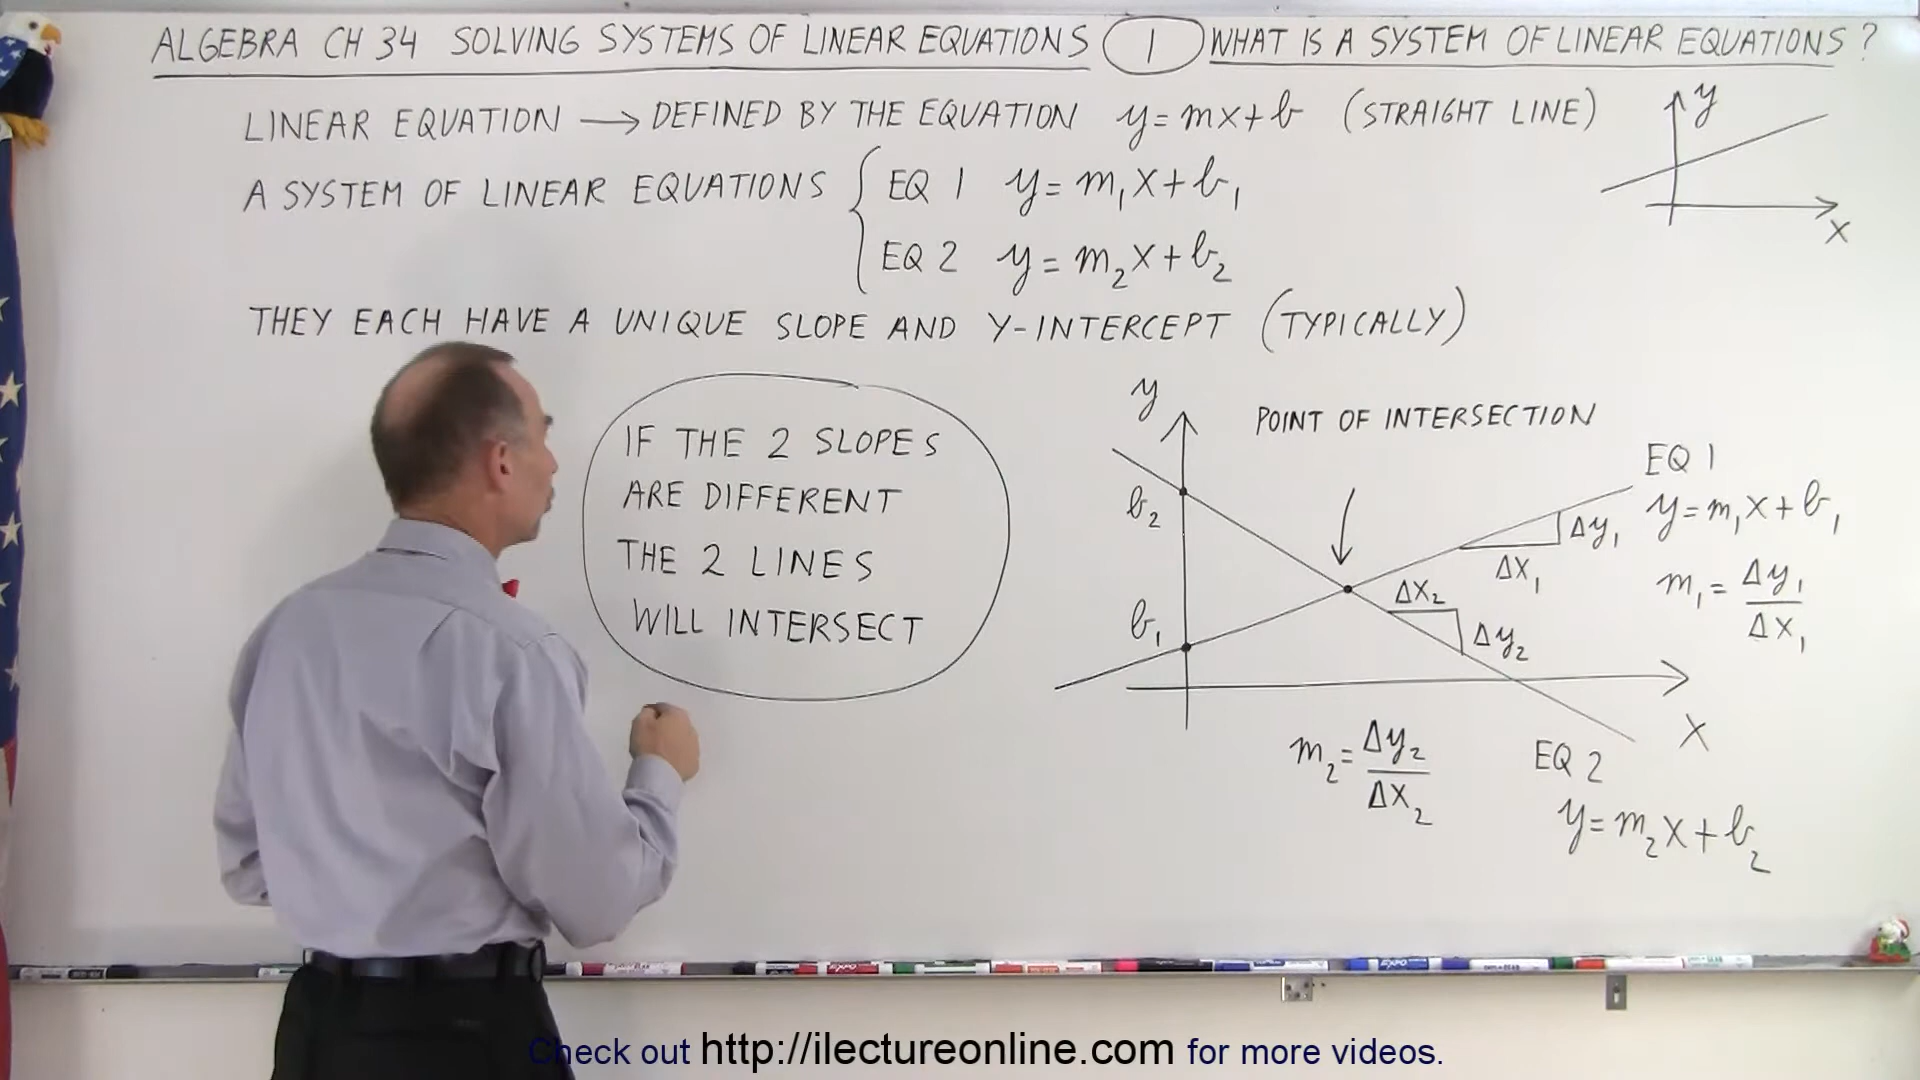 ALGEBRA CH 34 SOLVING SYSTEMS OF LINEAR EQUATIONS 1 WHAT IS A SYSTEM OF LINEAR EQUATIONS ?
LINEAR EQUATION → DEFINED BY THE EQUATION y = mx + b (STRAIGHT LINE)
y
x
A SYSTEM OF LINEAR EQUATIONS { EQ 1 y = m₁x + b₁
EQ 2 y = m₂x + b₂
THEY EACH HAVE A UNIQUE SLOPE AND Y-INTERCEPT (TYPICALLY)
IF THE 2 SLOPES
ARE DIFFERENT
THE 2 LINES
WILL INTERSECT
y
POINT OF INTERSECTION
b₂
b₁
Δx₁
Δy₁
Δx₂
Δy₂
X
EQ 1
y = m₁x + b₁
m₁ = Δy₁/Δx₁
m₂ = Δy₂/Δx₂
EQ 2
y = m₂x + b₂
Check out http://ilectureonline.com for more videos.